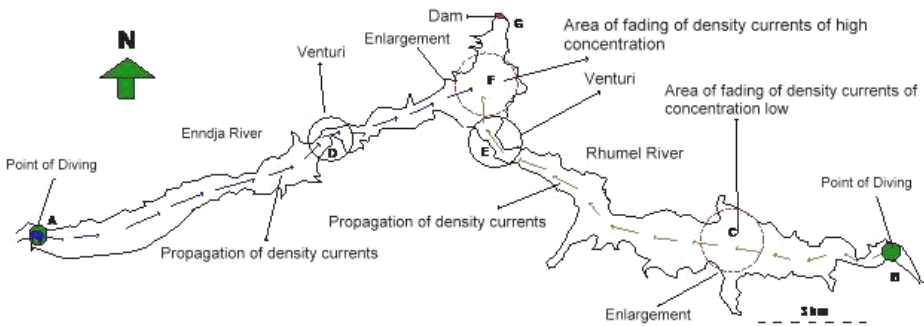 Dam
G
Area of fading of density currents of high
concentration
N
Enlargement
Venturi
F
Venturi
Area of fading of density currents of
concentration low
Enndja River
D
E
Rhumel River
Point of Diving
Point of Diving
A
Propagation of density currents
C
Propagation of density currents
B
Enlargement
3 km